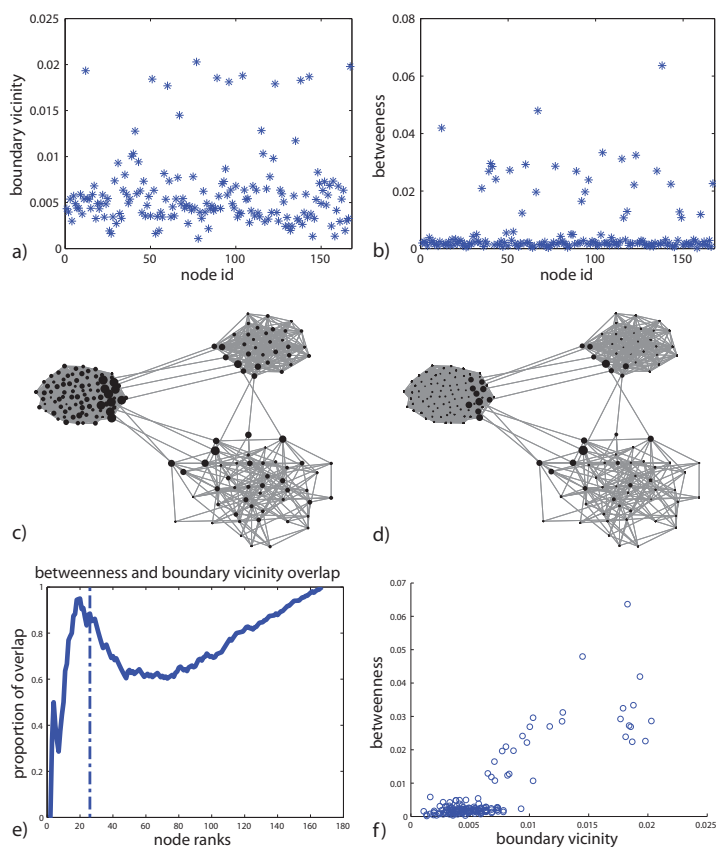 0.025
0.02
0.015
0.01
0.005
0
boundary vicinity
0 50 100 150
node id
a)
0.08
0.06
0.04
0.02
0
betweeness
0 50 100 150
node id
b)
c)
d)
betweenness and boundary vicinity overlap
1
0.8
0.6
0.4
0.2
0
proportion of overlap
0 20 40 60 80 100 120 140 160 180
node ranks
e)
0.07
0.06
0.05
0.04
0.03
0.02
0.01
0
betweenness
0 0.005 0.01 0.015 0.02 0.025
boundary vicinity
f)